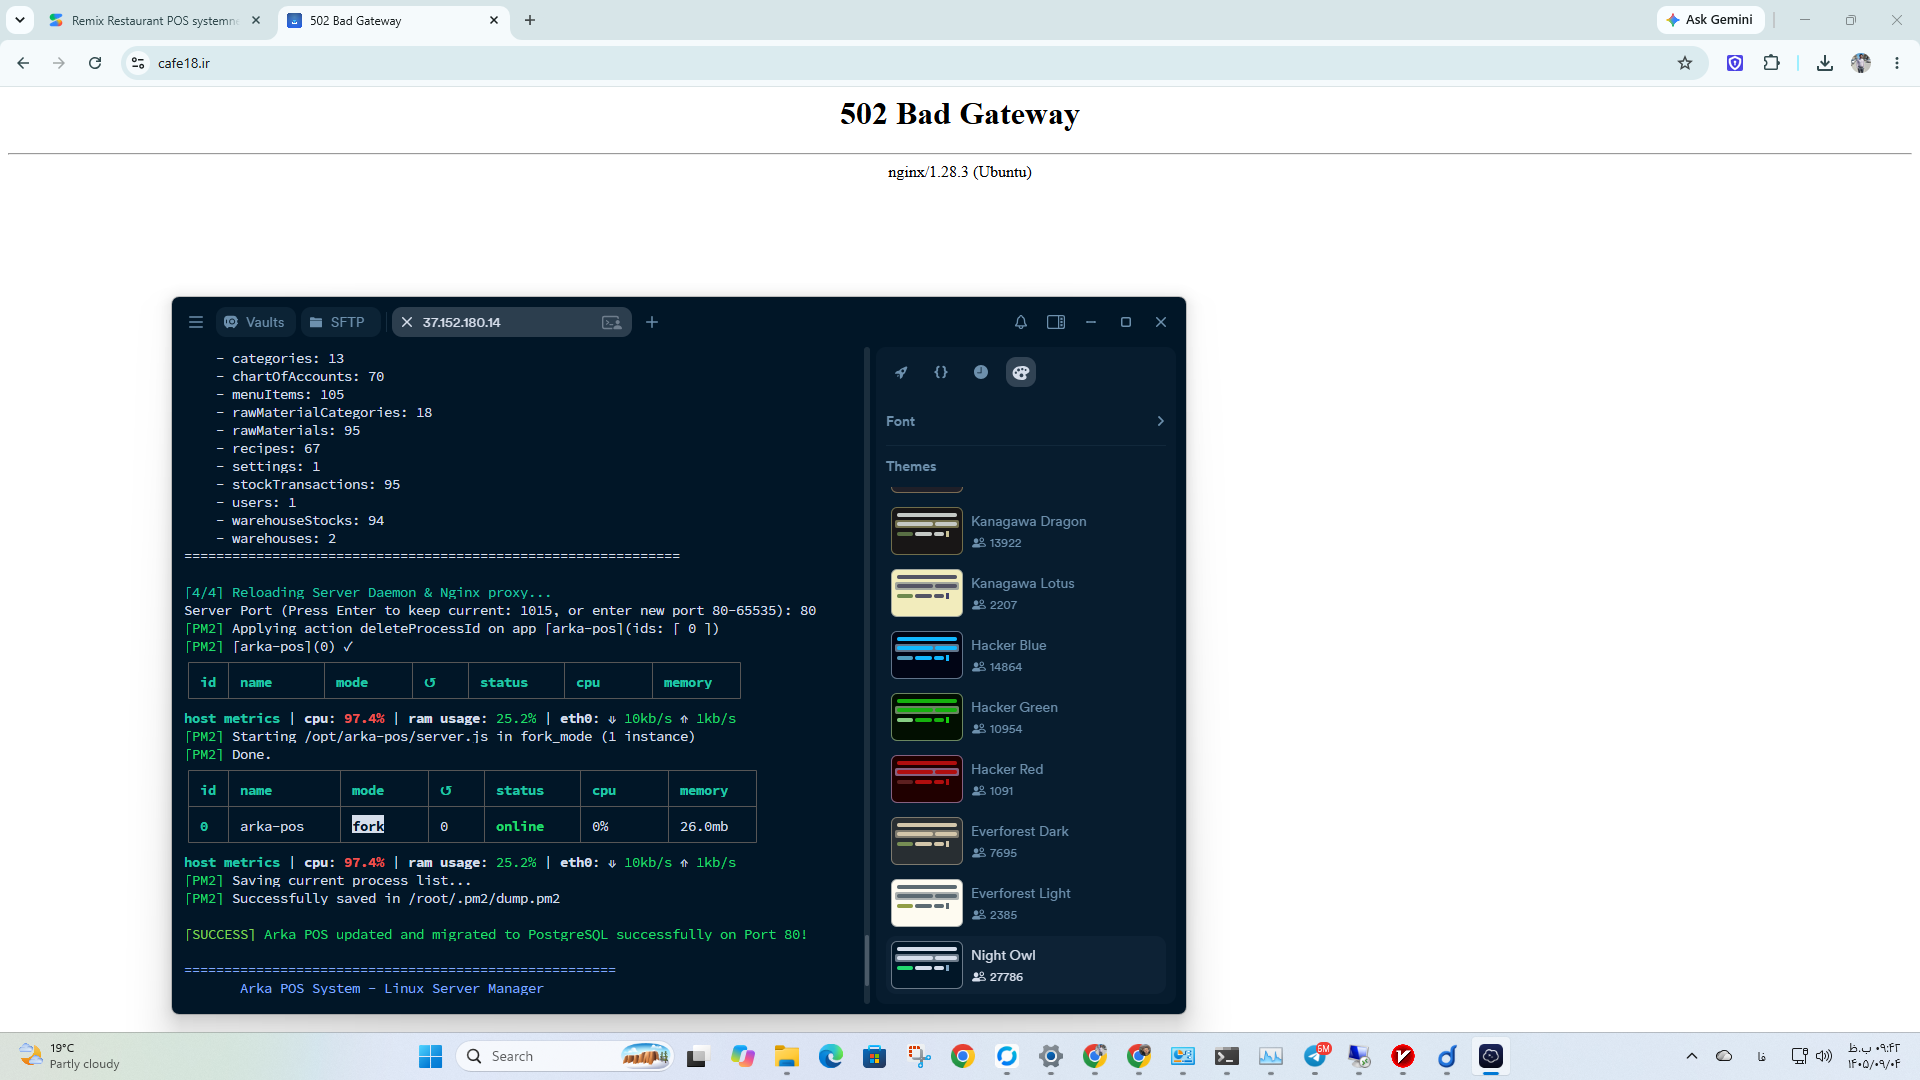 Remix Restaurant POS systemne
502 Bad Gateway
Ask Gemini
cafe18.ir
502 Bad Gateway
nginx/1.28.3 (Ubuntu)
Vaults
SFTP
37.152.180.14
- categories: 13
- chartOfAccounts: 70
- menuItems: 105
- rawMaterialCategories: 18
- rawMaterials: 95
- recipes: 67
- settings: 1
- stockTransactions: 95
- users: 1
- warehouseStocks: 94
- warehouses: 2
==============================================================
[4/4] Reloading Server Daemon & Nginx proxy...
Server Port (Press Enter to keep current: 1015, or enter new port 80-65535): 80
[PM2] Applying action deleteProcessId on app [arka-pos](ids: [ 0 ])
[PM2] [arka-pos](0) ✓
id name mode ↺ status cpu memory
host metrics | cpu: 97.4% | ram usage: 25.2% | eth0: ⇓ 10kb/s ⇑ 1kb/s
[PM2] Starting /opt/arka-pos/server.js in fork_mode (1 instance)
[PM2] Done.
id name mode ↺ status cpu memory
0 arka-pos fork 0 online 0% 26.0mb
host metrics | cpu: 97.4% | ram usage: 25.2% | eth0: ⇓ 10kb/s ⇑ 1kb/s
[PM2] Saving current process list...
[PM2] Successfully saved in /root/.pm2/dump.pm2
[SUCCESS] Arka POS updated and migrated to PostgreSQL successfully on Port 80!
======================================================
Arka POS System - Linux Server Manager
Font
Themes
Kanagawa Dragon
13922
Kanagawa Lotus
2207
Hacker Blue
14864
Hacker Green
10954
Hacker Red
1091
Everforest Dark
7695
Everforest Light
2385
Night Owl
27786
19°C
Partly cloudy
Search
6M
فا
۰۹:۴۲ ب.ظ
۱۴۰۵/۰۹/۰۴